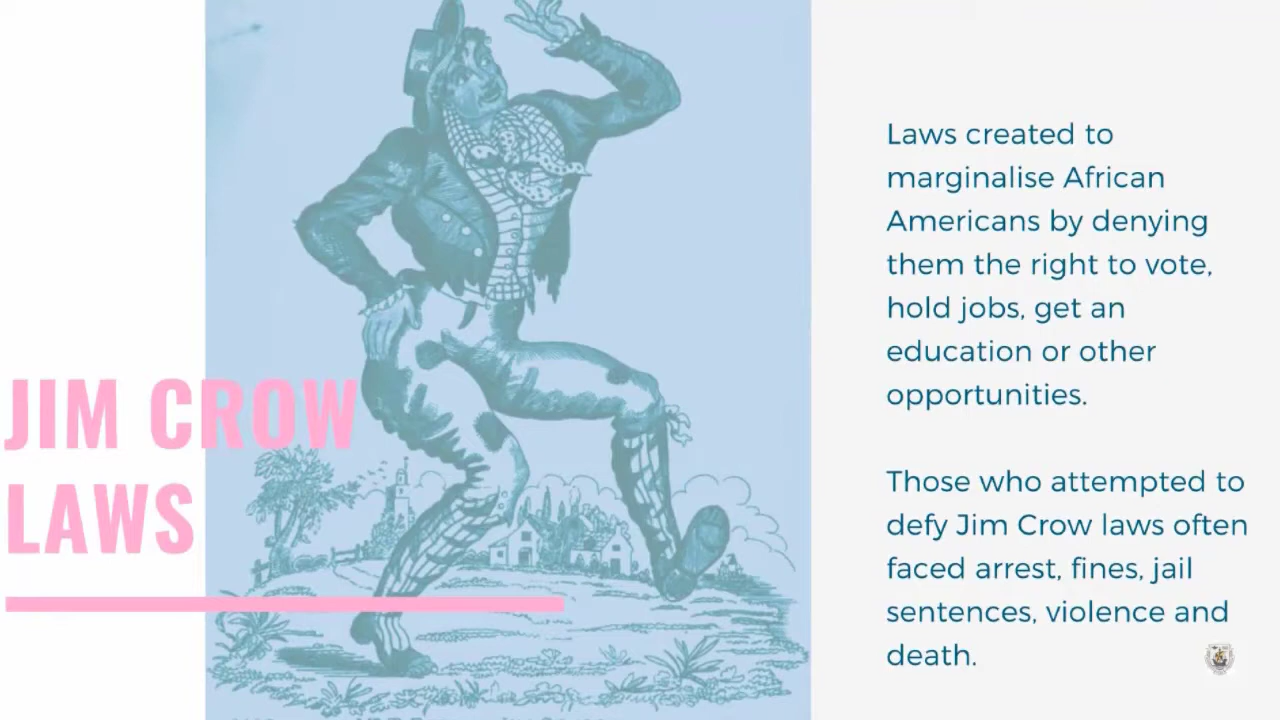 JIM CROW
LAWS
Laws created to
marginalise African
Americans by denying
them the right to vote,
hold jobs, get an
education or other
opportunities.
Those who attempted to
defy Jim Crow laws often
faced arrest, fines, jail
sentences, violence and
death.